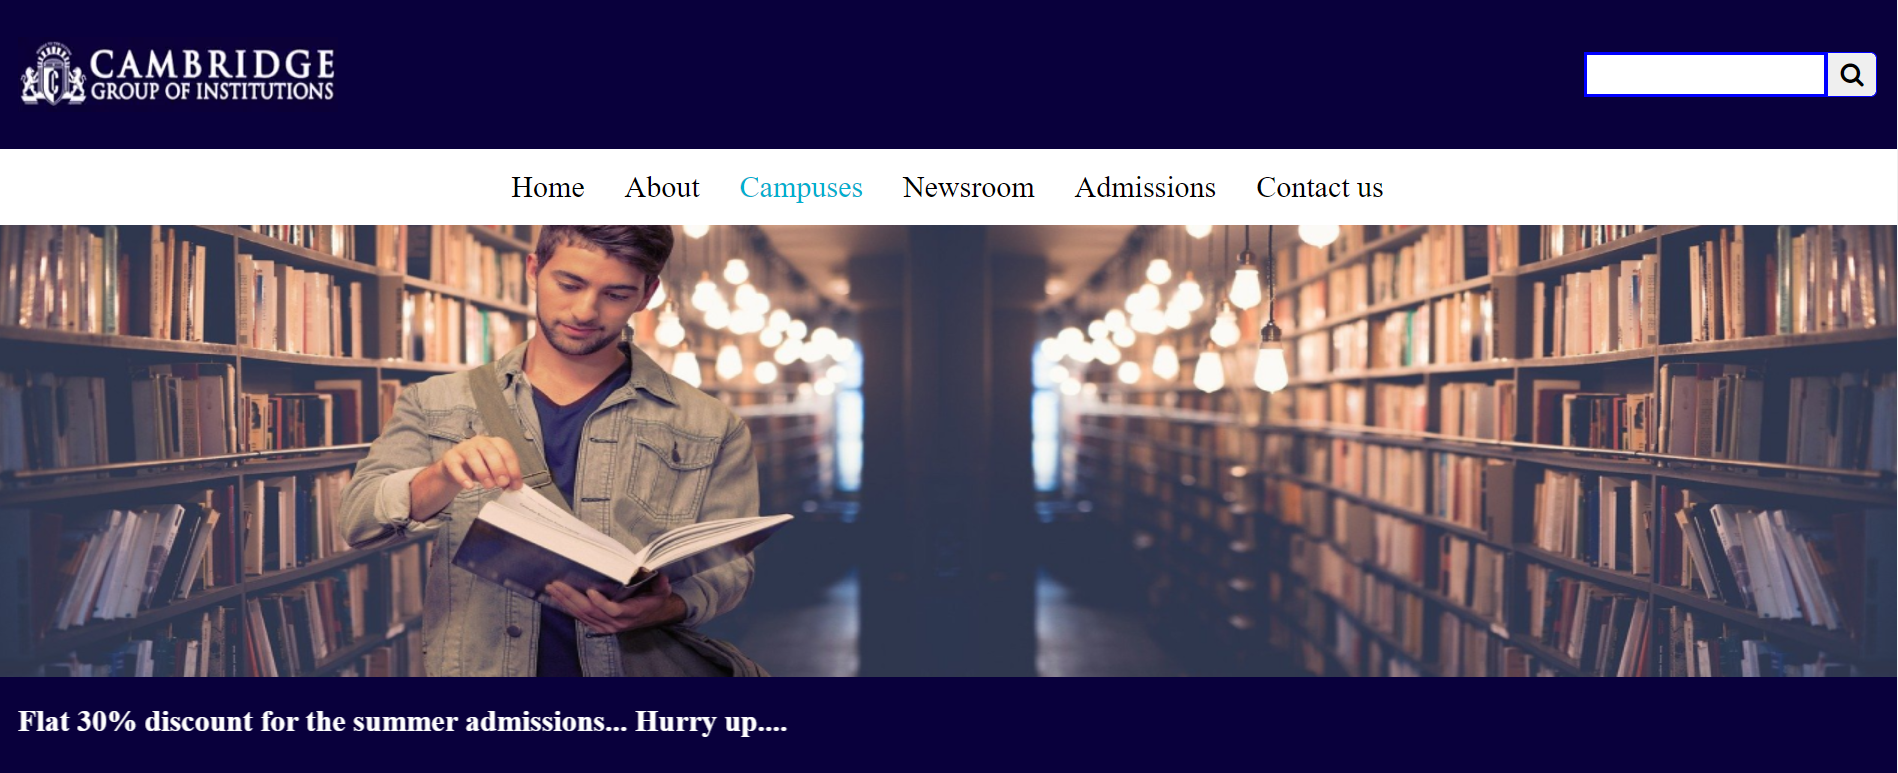 CAMBRIDGE
GROUP OF INSTITUTIONS
Home About Campuses Newsroom Admissions Contact us
Flat 30% discount for the summer admissions... Hurry up....